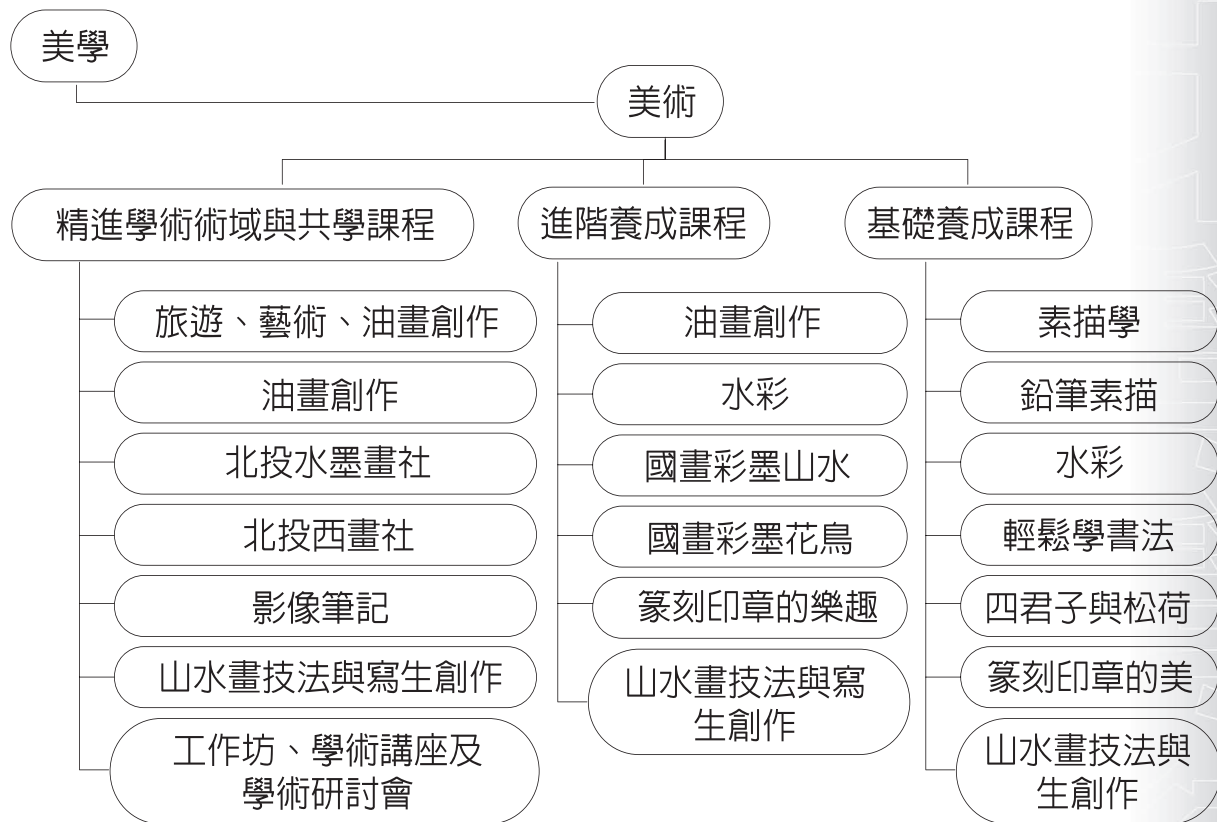 美學
美術
精進學術術域與共學課程
旅遊、藝術、油畫創作
油畫創作
北投水墨畫社
北投西畫社
影像筆記
山水畫技法與寫生創作
工作坊、學術講座及
學術研討會
進階養成課程
油畫創作
水彩
國畫彩墨山水
國畫彩墨花鳥
篆刻印章的樂趣
山水畫技法與寫
生創作
基礎養成課程
素描學
鉛筆素描
水彩
輕鬆學書法
四君子與松荷
篆刻印章的美
山水畫技法與
生創作